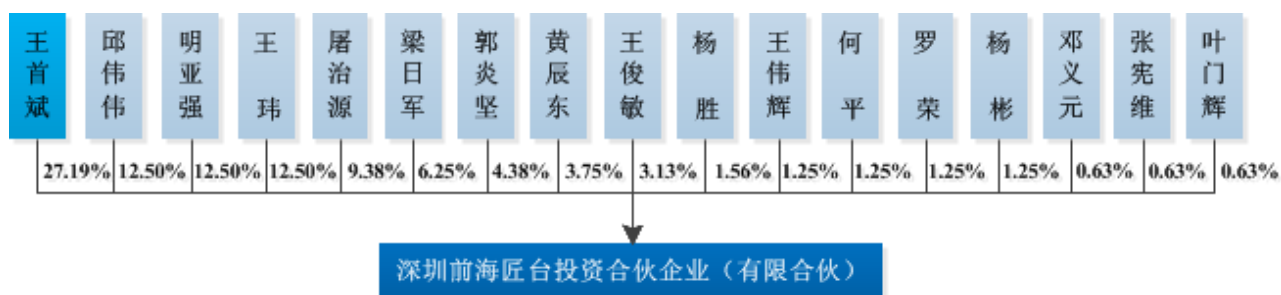 王首斌
邱伟伟
明亚强
王玮
屠治源
梁日军
郭炎坚
黄辰东
王俊敏
杨胜
王伟辉
何平
罗荣
杨彬
邓义元
张宪维
叶门辉
27.19%
12.50%
12.50%
12.50%
9.38%
6.25%
4.38%
3.75%
3.13%
1.56%
1.25%
1.25%
1.25%
1.25%
0.63%
0.63%
0.63%
深圳前海匠台投资合伙企业（有限合伙）